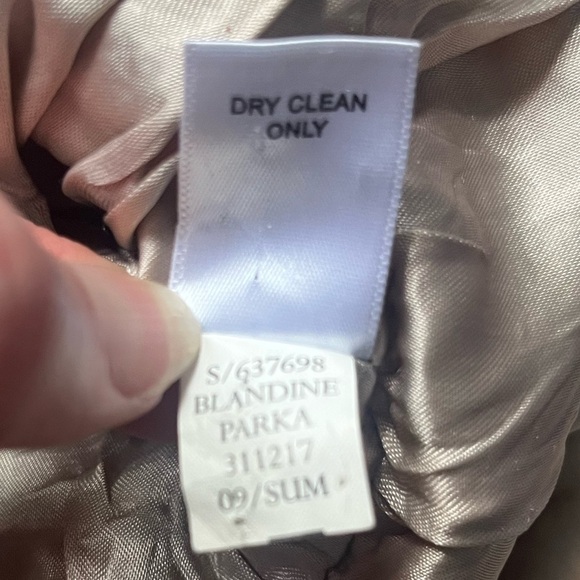 DRY CLEAN
ONLY
S/637698
BLANDINE
PARKA
311217
09/SUM